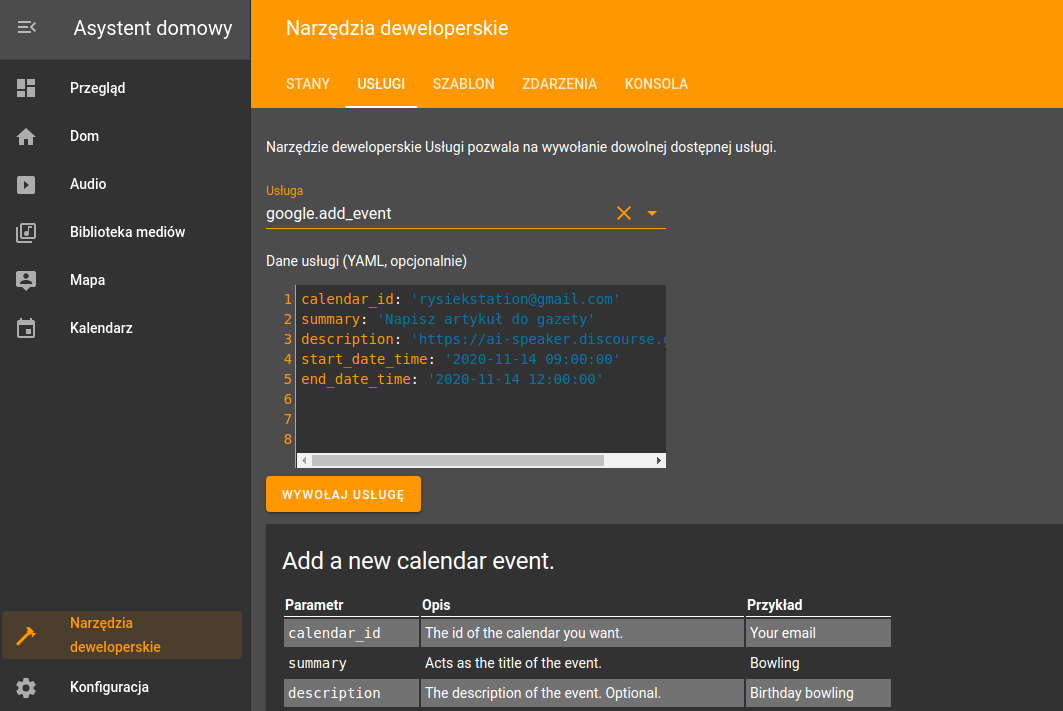 Asystent domowy
Przegląd
Dom
Audio
Biblioteka mediów
Mapa
Kalendarz
Narzędzia
deweloperskie
Konfiguracja
Narzędzia deweloperskie
STANY USŁUGI SZABLON ZDARZENIA KONSOLA
Narzędzie deweloperskie Usługi pozwala na wywołanie dowolnej dostępnej usługi.
Usługa
google.add_event
Dane usługi (YAML, opcjonalnie)
1 calendar_id: 'rysiekstation@gmail.com'
2 summary: 'Napisz artykuł do gazety'
3 description: 'https://ai-speaker.discourse.g
4 start_date_time: '2020-11-14 09:00:00'
5 end_date_time: '2020-11-14 12:00:00'
6
7
8
WYWOŁAJ USŁUGĘ
Add a new calendar event.
Parametr Opis Przykład
calendar_id The id of the calendar you want. Your email
summary Acts as the title of the event. Bowling
description The description of the event. Optional. Birthday bowling